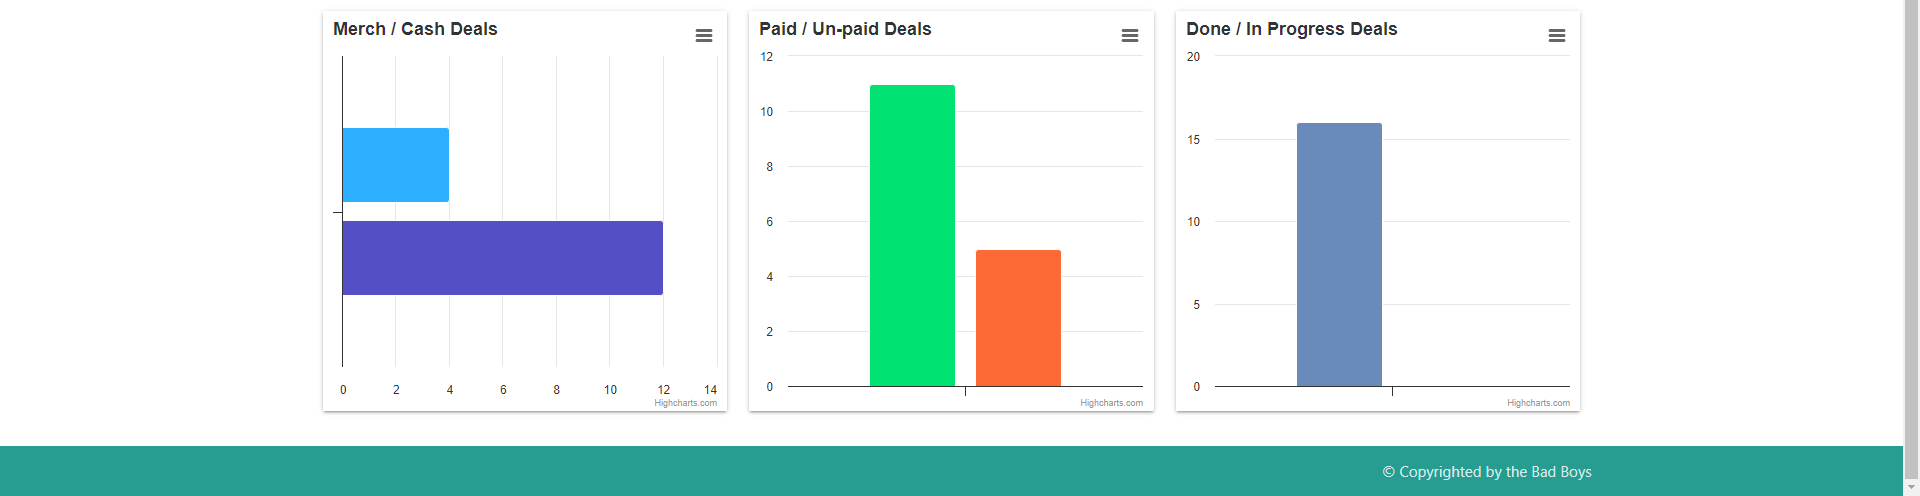 Merch / Cash Deals
0 2 4 6 8 10 12 14
Highcharts.com
Paid / Un-paid Deals
12
10
8
6
4
2
0
Highcharts.com
Done / In Progress Deals
20
15
10
5
0
Highcharts.com
© Copyrighted by the Bad Boys